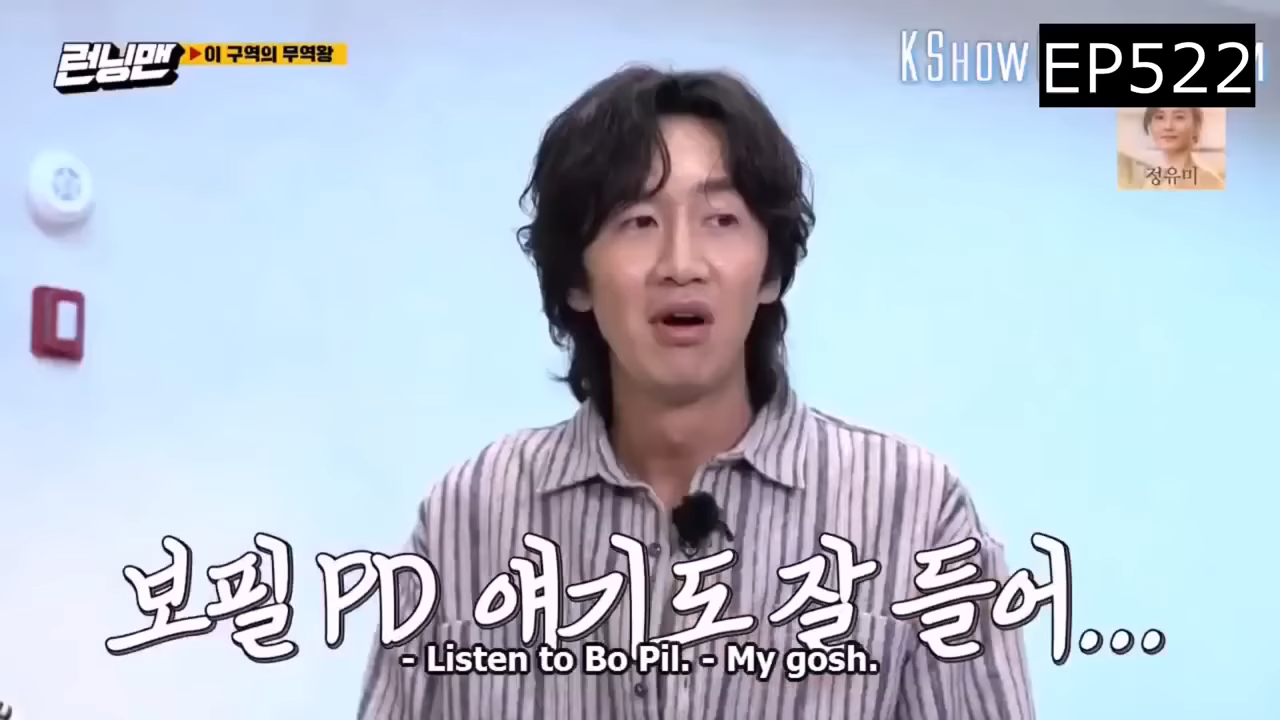 런닝맨
▶이 구역의 무역왕
KSHOW
EP522
M
정유미
보필 PD 얘기도 잘 들어...
- Listen to Bo Pil. - My gosh.